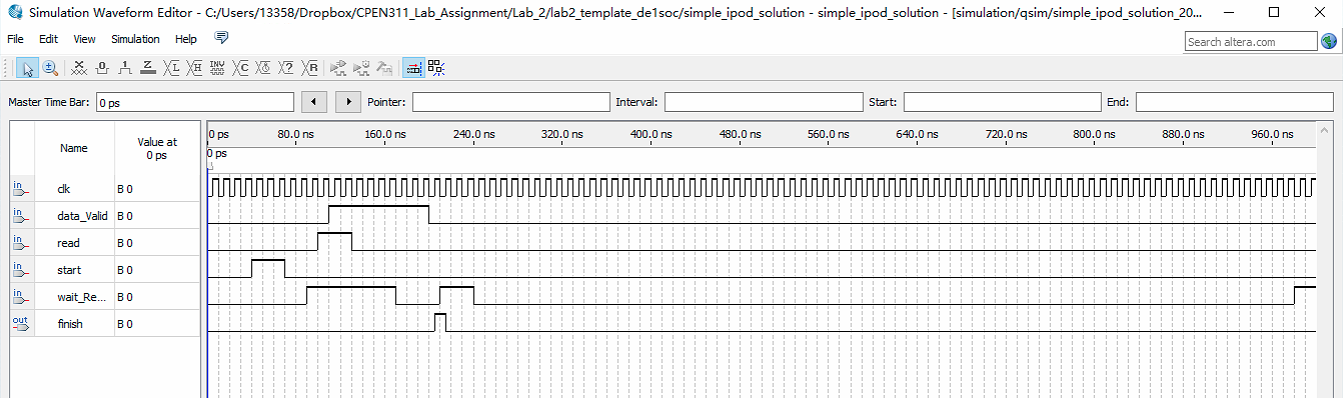 Simulation Waveform Editor - C:/Users/13358/Dropbox/CPEN311_Lab_Assignment/Lab_2/lab2_template_de1soc/simple_ipod_solution - simple_ipod_solution - [simulation/qsim/simple_ipod_solution_20...
File Edit View Simulation Help
Search altera.com
Master Time Bar: 0 ps Pointer: Interval: Start: End:
Name Value at 0 ps
0 ps 80.0 ns 160.0 ns 240.0 ns 320.0 ns 400.0 ns 480.0 ns 560.0 ns 640.0 ns 720.0 ns 800.0 ns 880.0 ns 960.0 ns
0 ps
in clk B 0
in data_Valid B 0
in read B 0
in start B 0
in wait_Re... B 0
out finish B 0